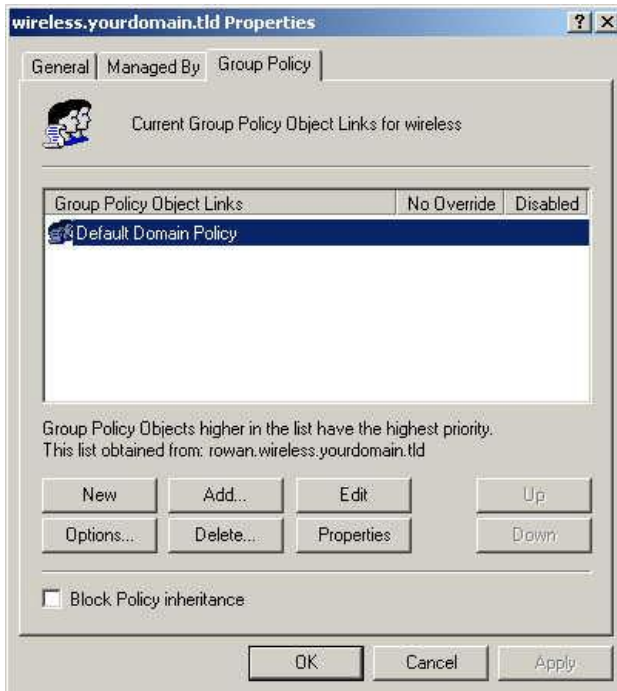 wireless.yourdomain.tld Properties
General Managed By Group Policy
Current Group Policy Object Links for wireless
Group Policy Object Links No Override Disabled
Default Domain Policy
Group Policy Objects higher in the list have the highest priority.
This list obtained from: rowan.wireless.yourdomain.tld
New Add... Edit Up
Options... Delete... Properties Down
Block Policy inheritance
OK Cancel Apply